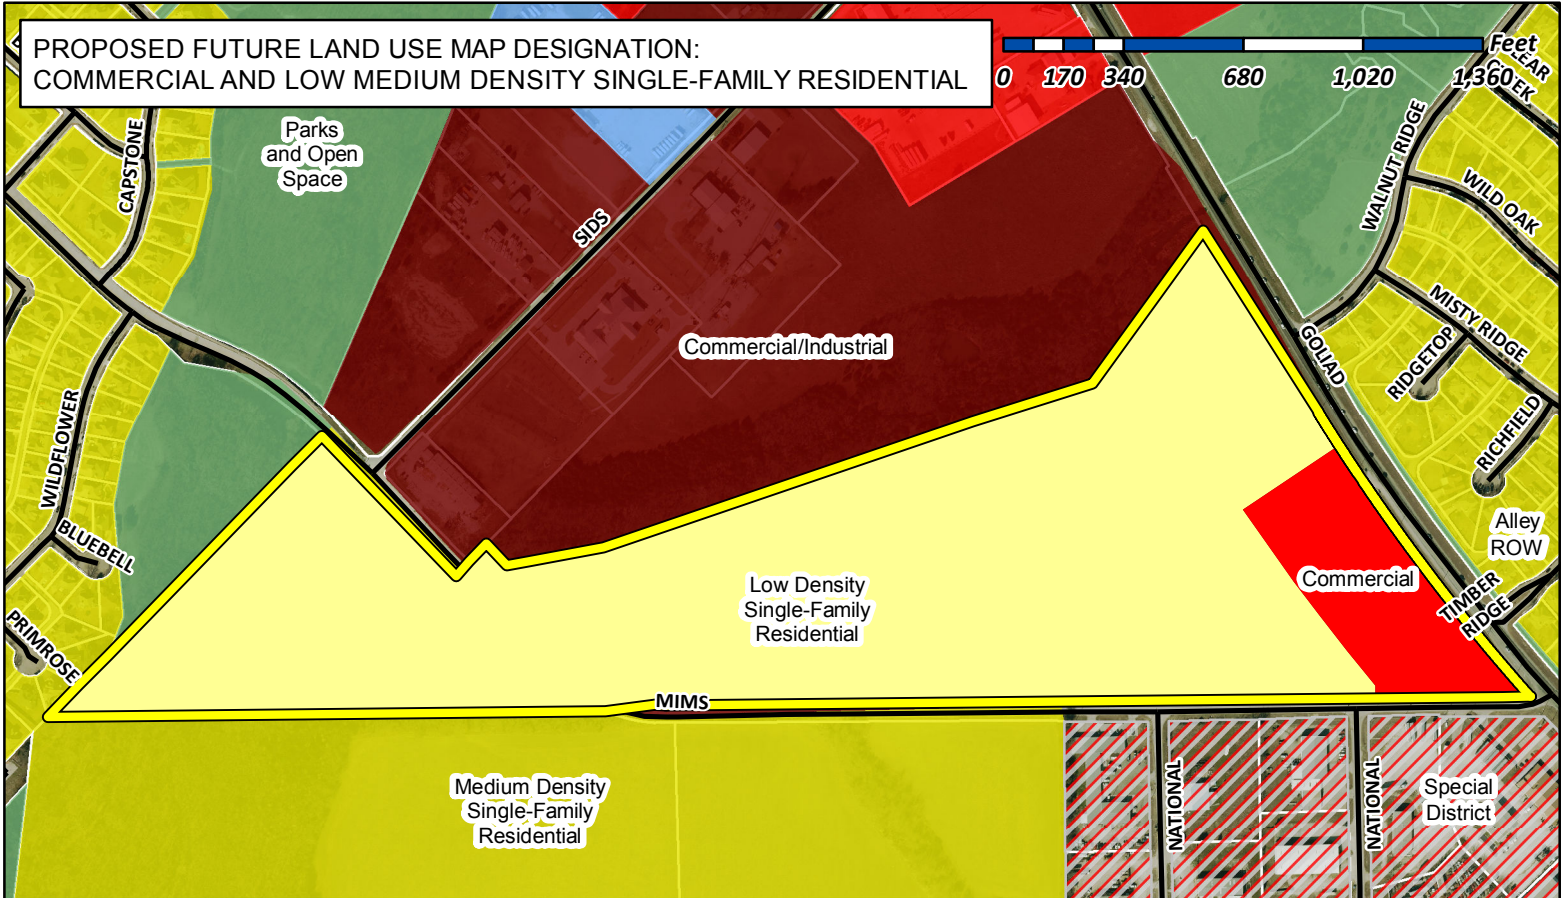 PROPOSED FUTURE LAND USE MAP DESIGNATION:
COMMERCIAL AND LOW MEDIUM DENSITY SINGLE-FAMILY RESIDENTIAL
Feet
0 170 340 680 1,020 1,360
CLEAR
CREEK
Parks
and Open
Space
CAPSTONE
SIDS
WALNUT RIDGE
WILD OAK
MISTY RIDGE
RIDGETOP
RICHFIELD
GOLIAD
Commercial/Industrial
WILDFLOWER
BLUEBELL
PRIMROSE
Alley
ROW
Commercial
TIMBER
RIDGE
Low Density
Single-Family
Residential
MIMS
Medium Density
Single-Family
Residential
NATIONAL
NATIONAL
Special
District